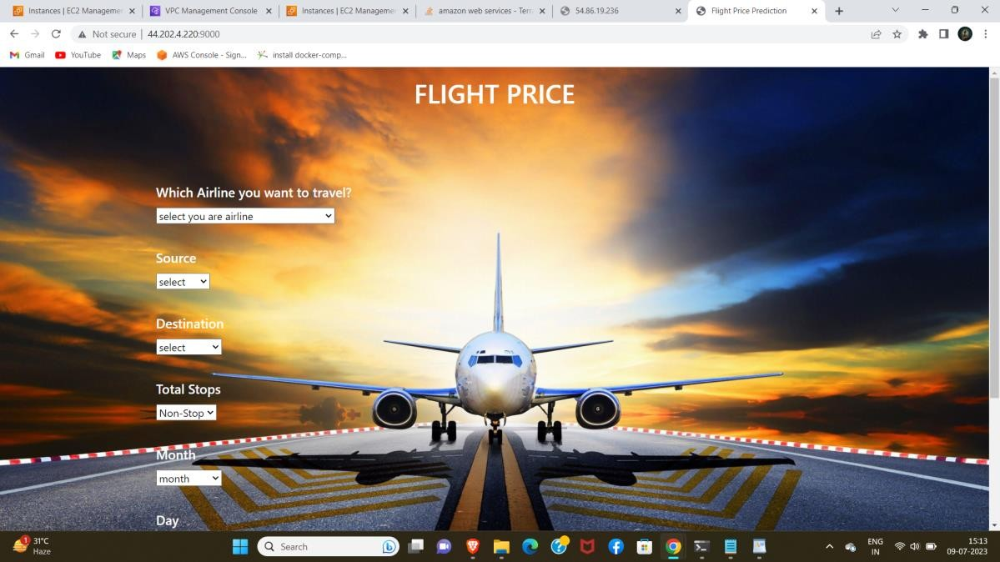 Instances | EC2 Managemen
VPC Management Console
Instances | EC2 Managemen
amazon web services - Terra
54.86.19.236
Flight Price Prediction
Not secure | 44.202.4.220:9000
Gmail
YouTube
Maps
AWS Console - Sign...
install docker-comp...
FLIGHT PRICE
Which Airline you want to travel?
select you are airline
Source
select
Destination
select
Total Stops
Non-Stop
Month
month
Day
1
31°C
Haze
Search
ENG
IN
15:13
09-07-2023